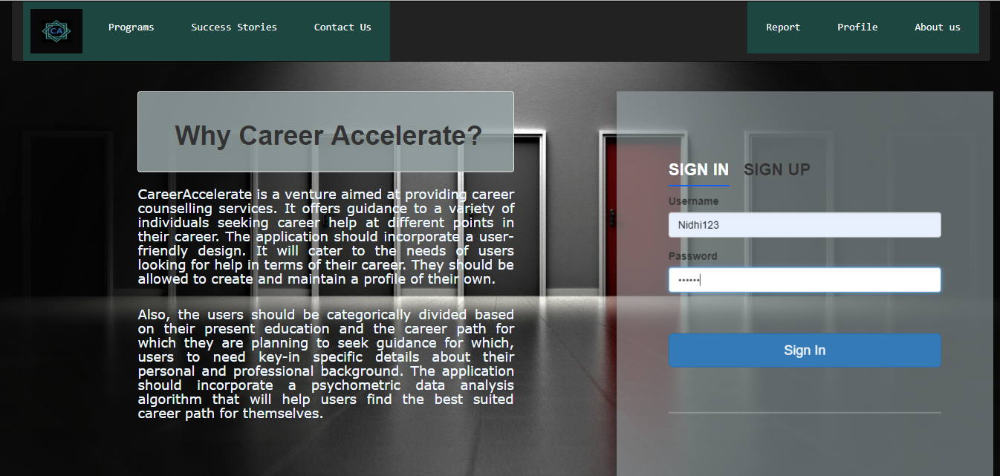 CA
Programs
Success Stories
Contact Us
Report
Profile
About us
Why Career Accelerate?
CareerAccelerate is a venture aimed at providing career
counselling services. It offers guidance to a variety of
individuals seeking career help at different points in
their career. The application should incorporate a user-
friendly design. It will cater to the needs of users
looking for help in terms of their career. They should be
allowed to create and maintain a profile of their own.
Also, the users should be categorically divided based
on their present education and the career path for
which they are planning to seek guidance for which,
users to need key-in specific details about their
personal and professional background. The application
should incorporate a psychometric data analysis
algorithm that will help users find the best suited
career path for themselves.
SIGN IN
SIGN UP
Username
Nidhi123
Password
••••••
Sign In